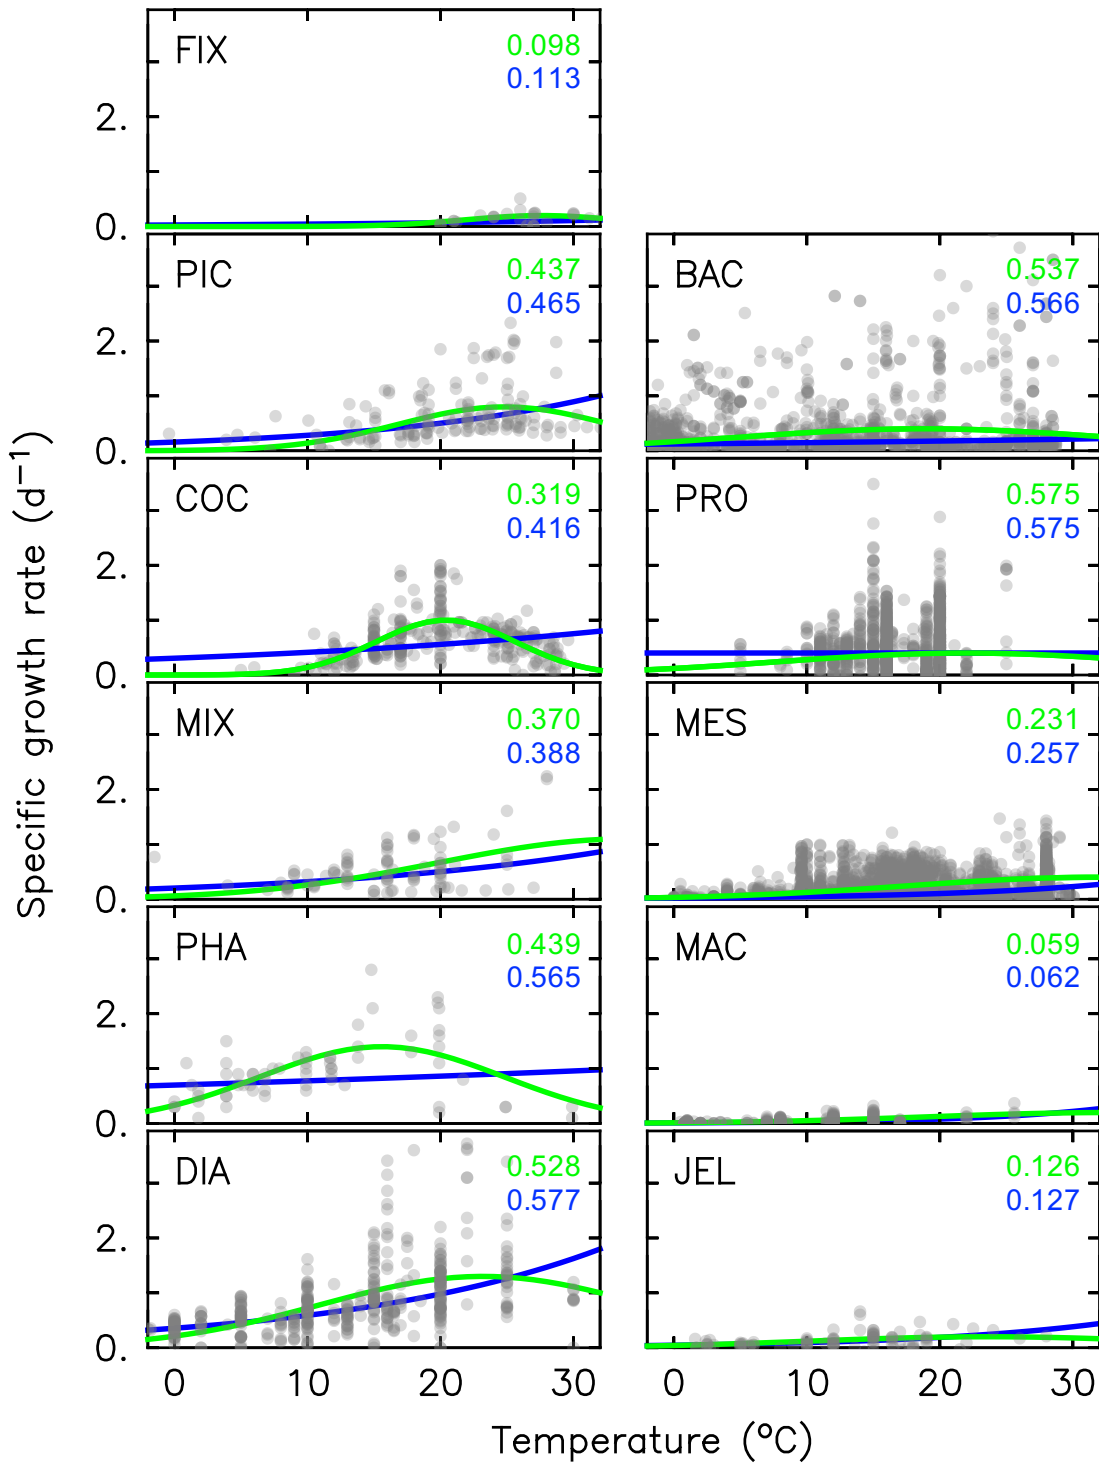 FIX
0.098
0.113
2.
0.
PIC
0.437
0.465
2.
0.
BAC
0.537
0.566
COC
0.319
0.416
2.
0.
PRO
0.575
0.575
MIX
0.370
0.388
2.
0.
MES
0.231
0.257
PHA
0.439
0.565
2.
0.
MAC
0.059
0.062
DIA
0.528
0.577
2.
0.
JEL
0.126
0.127
0 10 20 30
0 10 20 30
Specific growth rate (d⁻¹)
Temperature (°C)